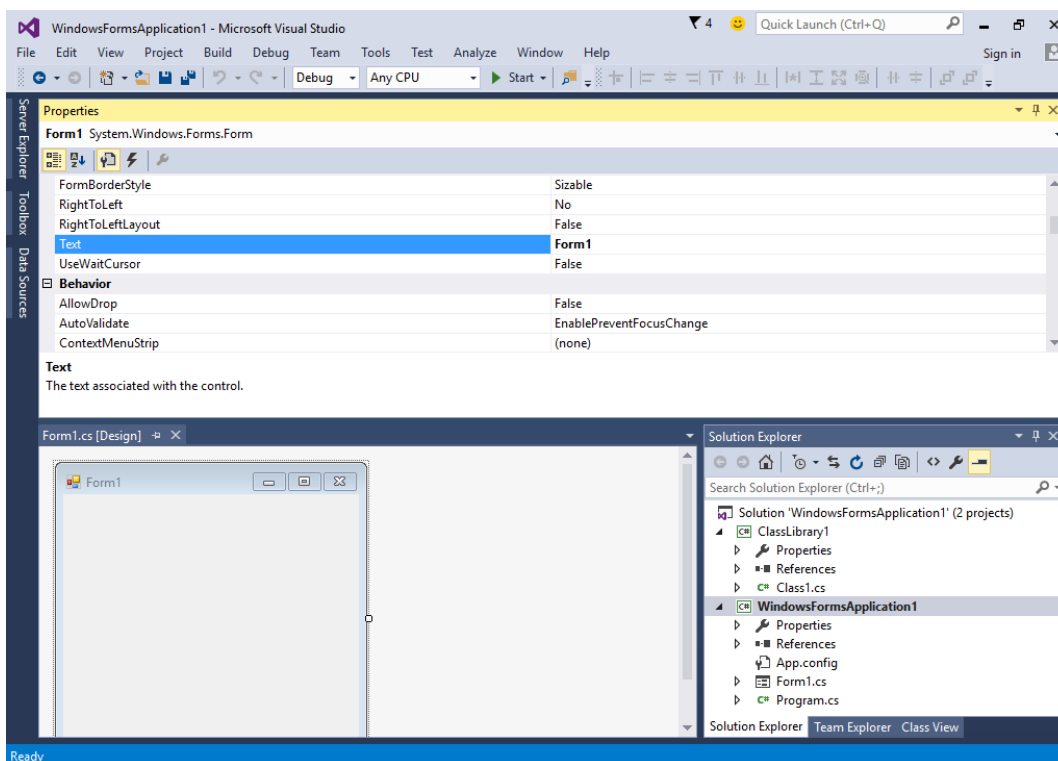 WindowsFormsApplication1 - Microsoft Visual Studio
4
Quick Launch (Ctrl+Q)
File Edit View Project Build Debug Team Tools Test Analyze Window Help
Sign in
Debug Any CPU Start
Server Explorer
Toolbox
Data Sources
Properties
Form1 System.Windows.Forms.Form
FormBorderStyle Sizable
RightToLeft No
RightToLeftLayout False
Text Form1
UseWaitCursor False
Behavior
AllowDrop False
AutoValidate EnablePreventFocusChange
ContextMenuStrip (none)
Text
The text associated with the control.
Form1.cs [Design]
Form1
Solution Explorer
Search Solution Explorer (Ctrl+;)
Solution 'WindowsFormsApplication1' (2 projects)
C# ClassLibrary1
Properties
References
C# Class1.cs
C# WindowsFormsApplication1
Properties
References
App.config
Form1.cs
C# Program.cs
Solution Explorer Team Explorer Class View
Ready